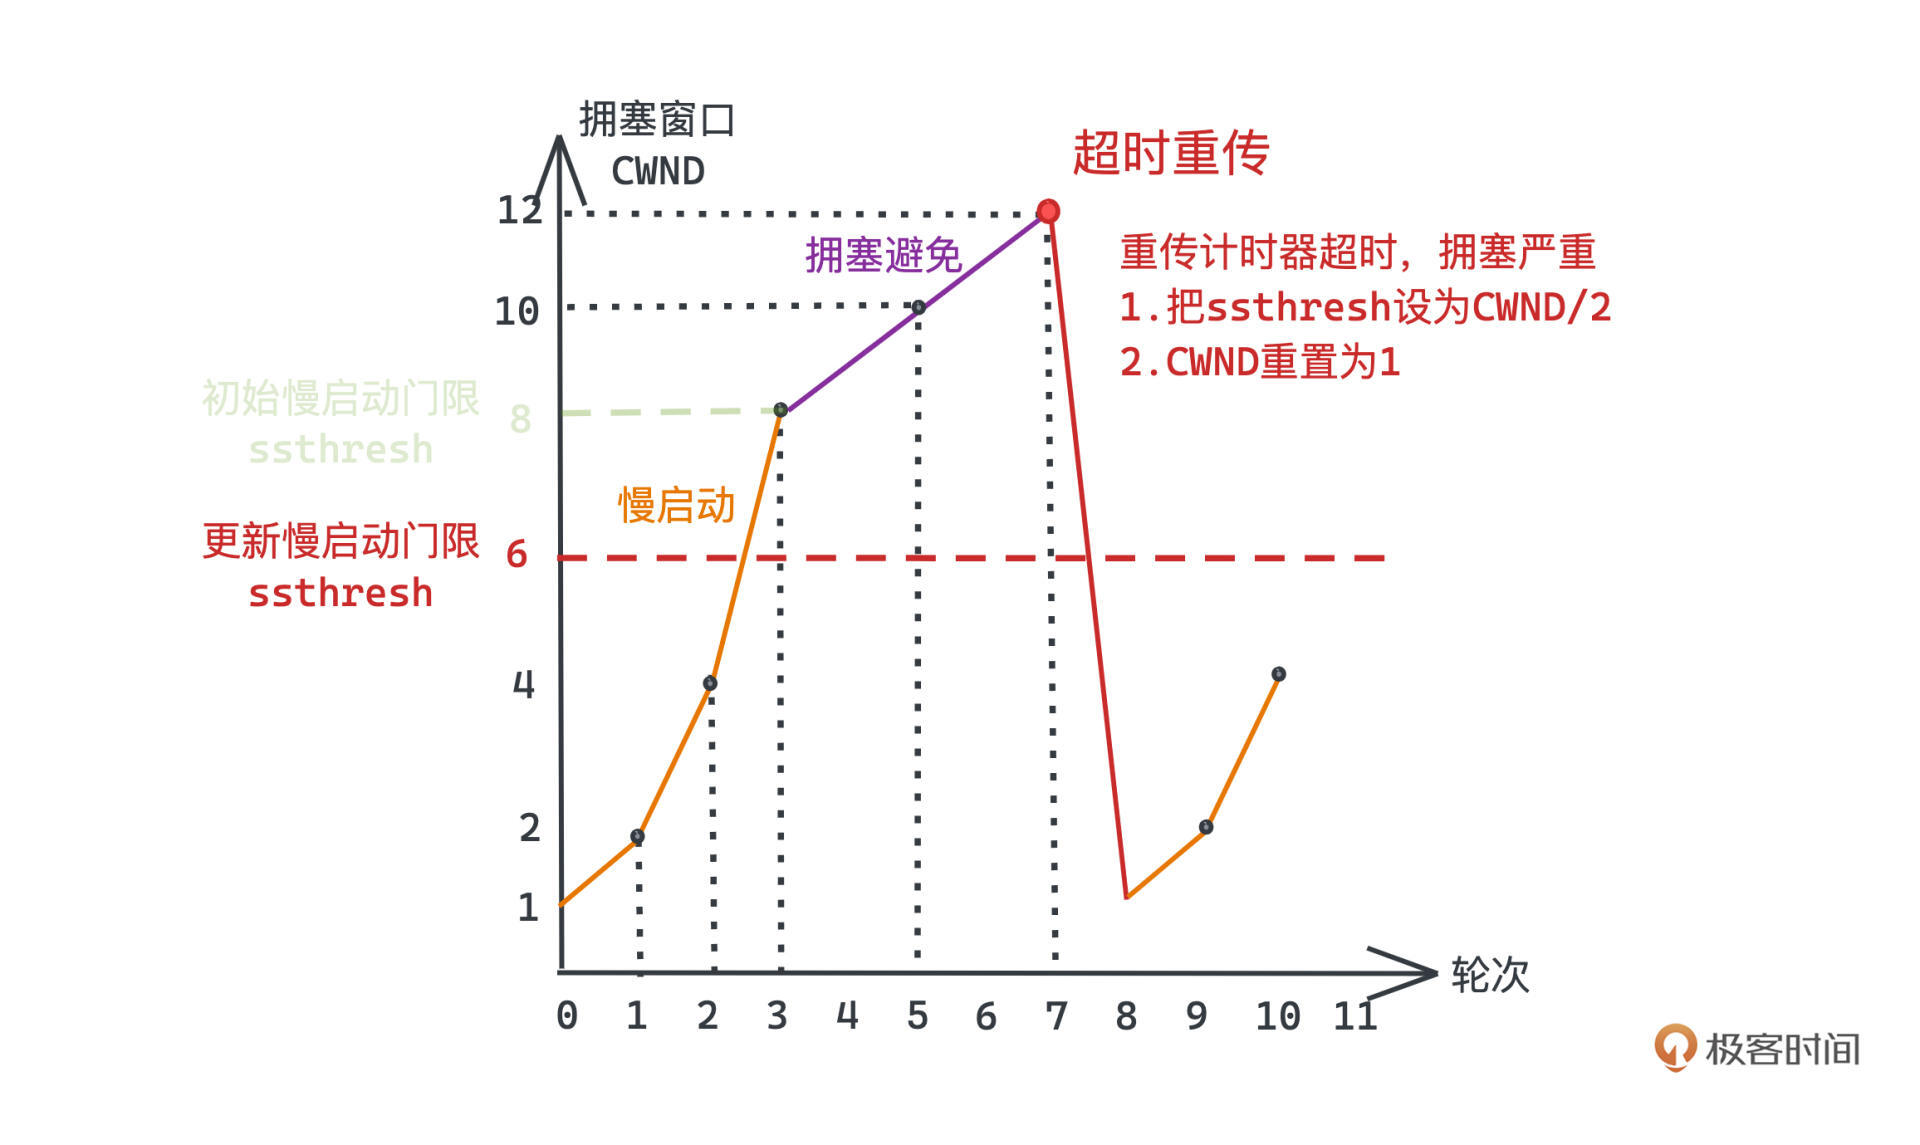 拥塞窗口
CWND
超时重传
12
拥塞避免
重传计时器超时，拥塞严重
10
1.把ssthresh设为CWND/2
2.CWND重置为1
初始慢启动门限
8
ssthresh
慢启动
更新慢启动门限
6
ssthresh
4
2
1
轮次
0 1 2 3 4 5 6 7 8 9 10 11
极客时间